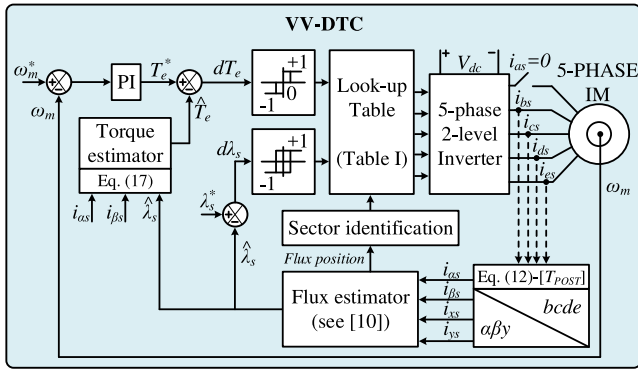 VV-DTC
ω*m
PI
T*e
dTe
T̂e
ωm
+1
0
-1
Look-up
Table
(Table I)
Vdc
+
−
5-phase
2-level
Inverter
ias=0
5-PHASE
IM
ibs
ics
ids
ies
ωm
Torque
estimator
Eq. (17)
iαs
iβs
λ̂s
dλs
+1
-1
λ*s
λ̂s
Sector identification
Flux position
Flux estimator
(see [10])
iαs
iβs
ixs
iys
Eq. (12)-[TPOST]
bcde
αβy